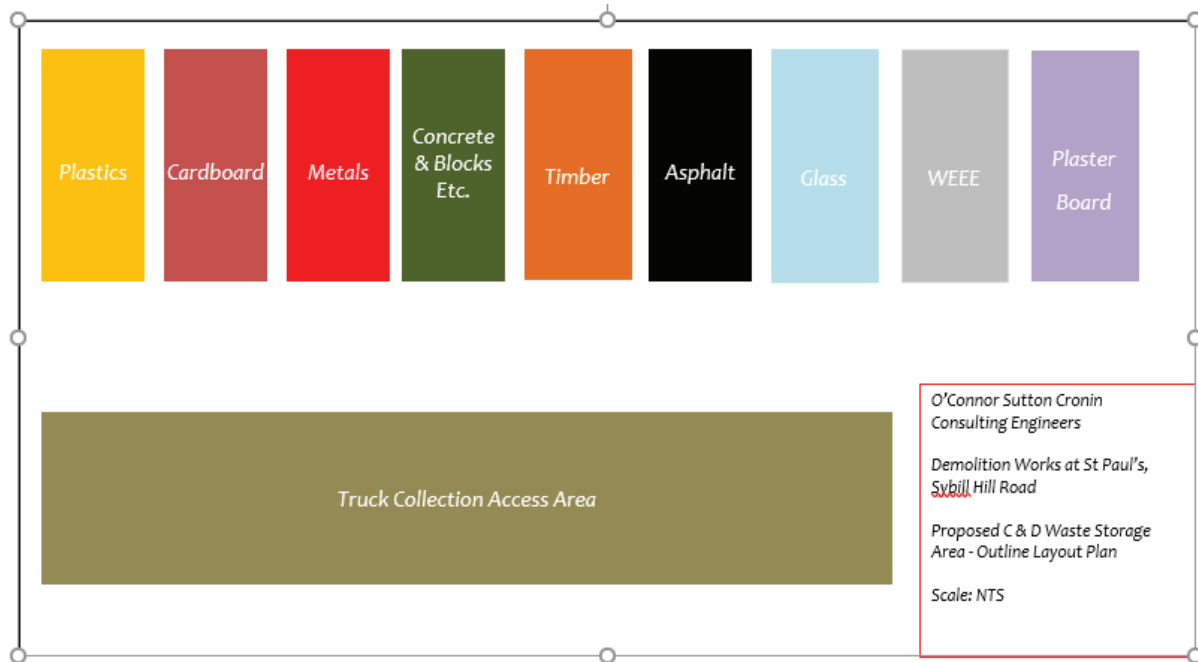 Plastics
Cardboard
Metals
Concrete
& Blocks
Etc.
Timber
Asphalt
Glass
WEEE
Plaster
Board
Truck Collection Access Area
O'Connor Sutton Cronin
Consulting Engineers
Demolition Works at St Paul's,
Sybill Hill Road
Proposed C & D Waste Storage
Area - Outline Layout Plan
Scale: NTS